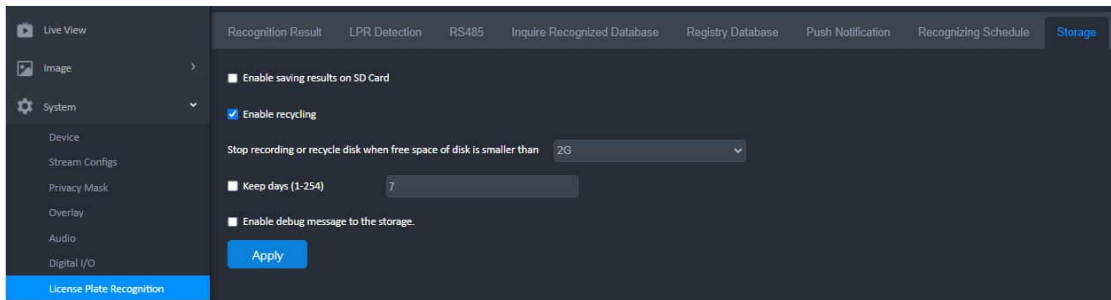 Live View
Image
System
Device
Stream Configs
Privacy Mask
Overlay
Audio
Digital I/O
License Plate Recognition
Recognition Result LPR Detection RS485 Inquire Recognized Database Registry Database Push Notification Recognizing Schedule Storage
Enable saving results on SD Card
Enable recycling
Stop recording or recycle disk when free space of disk is smaller than 2G
Keep days (1-254) 7
Enable debug message to the storage.
Apply